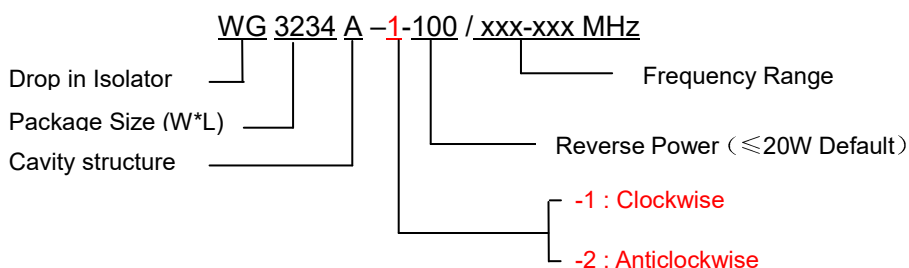 WG 3234 A –1-100 / xxx-xxx MHz
Drop in Isolator
Frequency Range
Package Size (W*L)
Reverse Power（≤20W Default）
Cavity structure
-1 : Clockwise
-2 : Anticlockwise